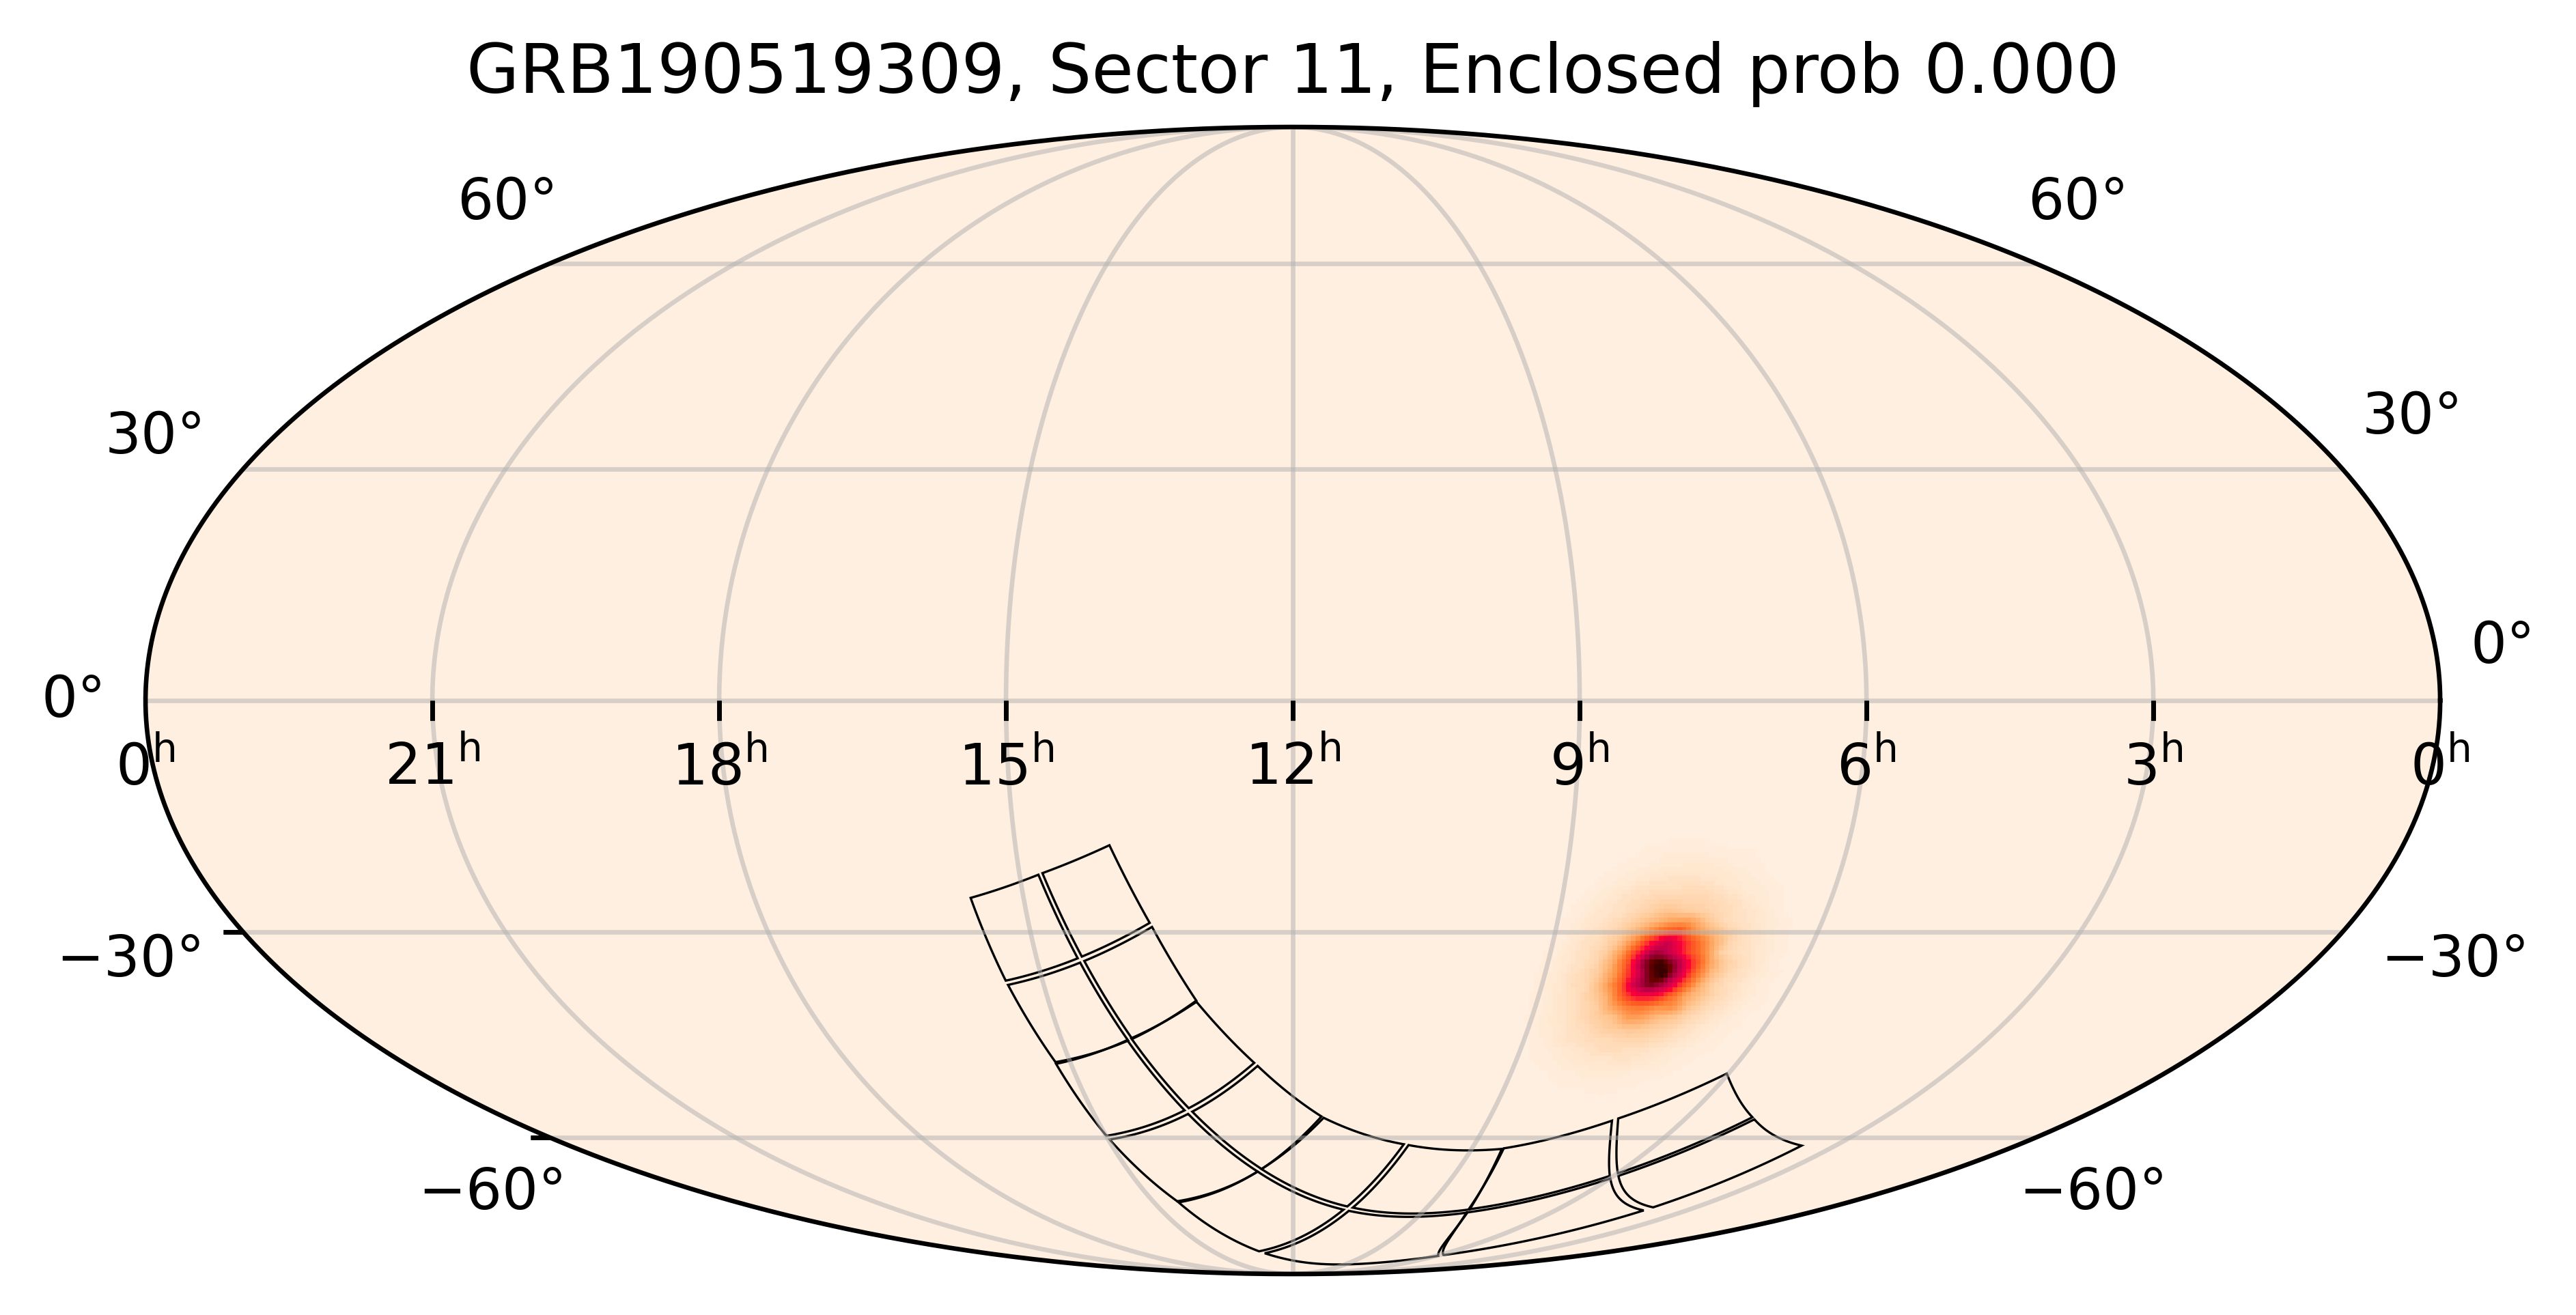 GRB190519309, Sector 11, Enclosed prob 0.000
60° 60°
30° 30°
0° 0°
0ʰ 21ʰ 18ʰ 15ʰ 12ʰ 9ʰ 6ʰ 3ʰ 0ʰ
−30° −30°
−60° −60°